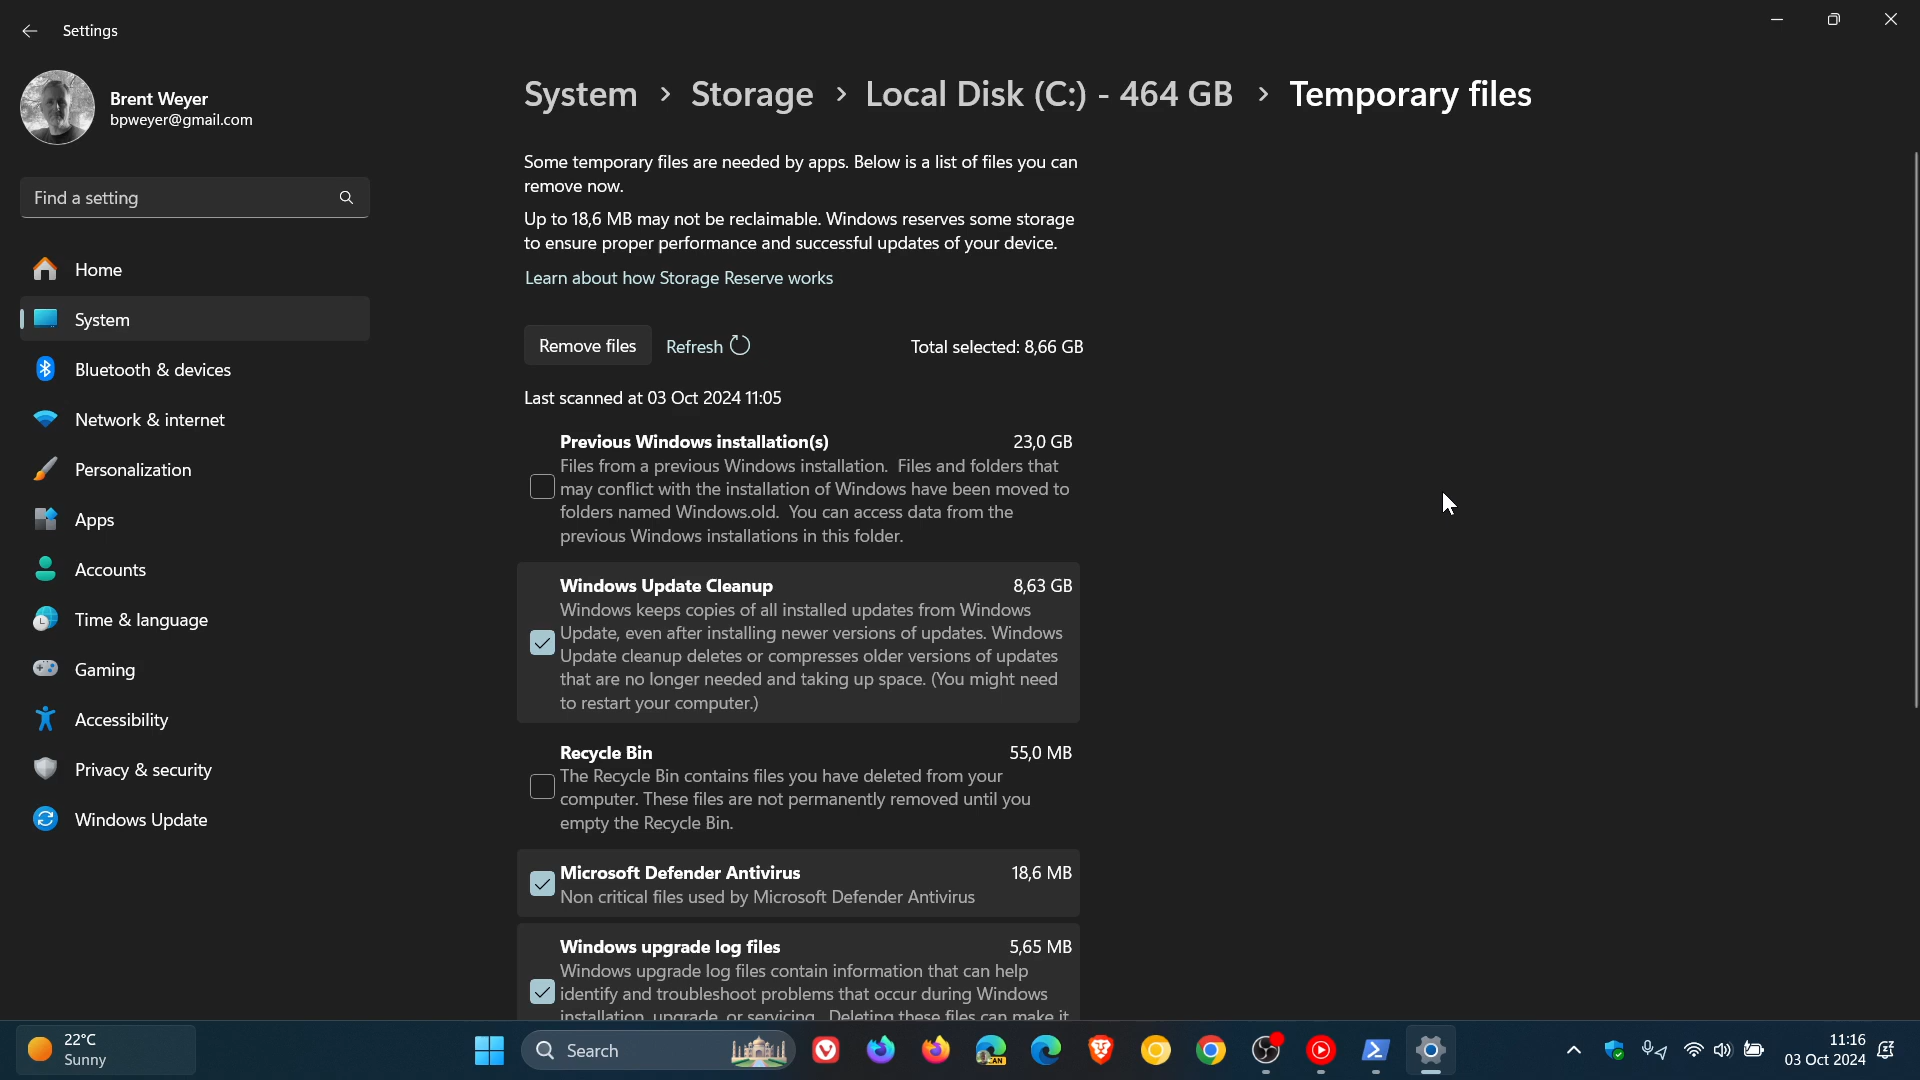 Settings
Brent Weyer
bpweyer@gmail.com
Find a setting
Home
System
Bluetooth & devices
Network & internet
Personalization
Apps
Accounts
Time & language
Gaming
Accessibility
Privacy & security
Windows Update
System > Storage > Local Disk (C:) - 464 GB > Temporary files
Some temporary files are needed by apps. Below is a list of files you can
remove now.
Up to 18,6 MB may not be reclaimable. Windows reserves some storage
to ensure proper performance and successful updates of your device.
Learn about how Storage Reserve works
Remove files Refresh Total selected: 8,66 GB
Last scanned at 03 Oct 2024 11:05
Previous Windows installation(s) 23,0 GB
Files from a previous Windows installation.  Files and folders that
may conflict with the installation of Windows have been moved to
folders named Windows.old.  You can access data from the
previous Windows installations in this folder.
Windows Update Cleanup 8,63 GB
Windows keeps copies of all installed updates from Windows
Update, even after installing newer versions of updates. Windows
Update cleanup deletes or compresses older versions of updates
that are no longer needed and taking up space. (You might need
to restart your computer.)
Recycle Bin 55,0 MB
The Recycle Bin contains files you have deleted from your
computer. These files are not permanently removed until you
empty the Recycle Bin.
Microsoft Defender Antivirus 18,6 MB
Non critical files used by Microsoft Defender Antivirus
Windows upgrade log files 5,65 MB
Windows upgrade log files contain information that can help
identify and troubleshoot problems that occur during Windows
installation, upgrade, or servicing.  Deleting these files can make it
22°C
Sunny
Search
CAN
11:16
03 Oct 2024